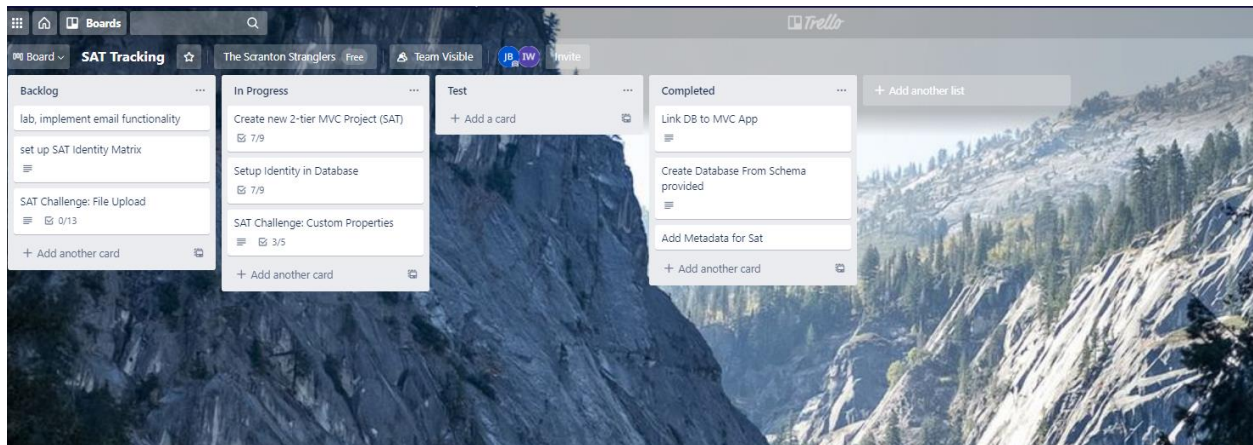 Boards
Trello
Board
SAT Tracking
The Scranton Stranglers Free
Team Visible
JB
IW
Invite
Backlog
lab, implement email functionality
set up SAT Identity Matrix
SAT Challenge: File Upload
0/13
+ Add another card
In Progress
Create new 2-tier MVC Project (SAT)
7/9
Setup Identity in Database
7/9
SAT Challenge: Custom Properties
3/5
+ Add another card
Test
+ Add a card
Completed
Link DB to MVC App
Create Database From Schema
provided
Add Metadata for Sat
+ Add another card
+ Add another list